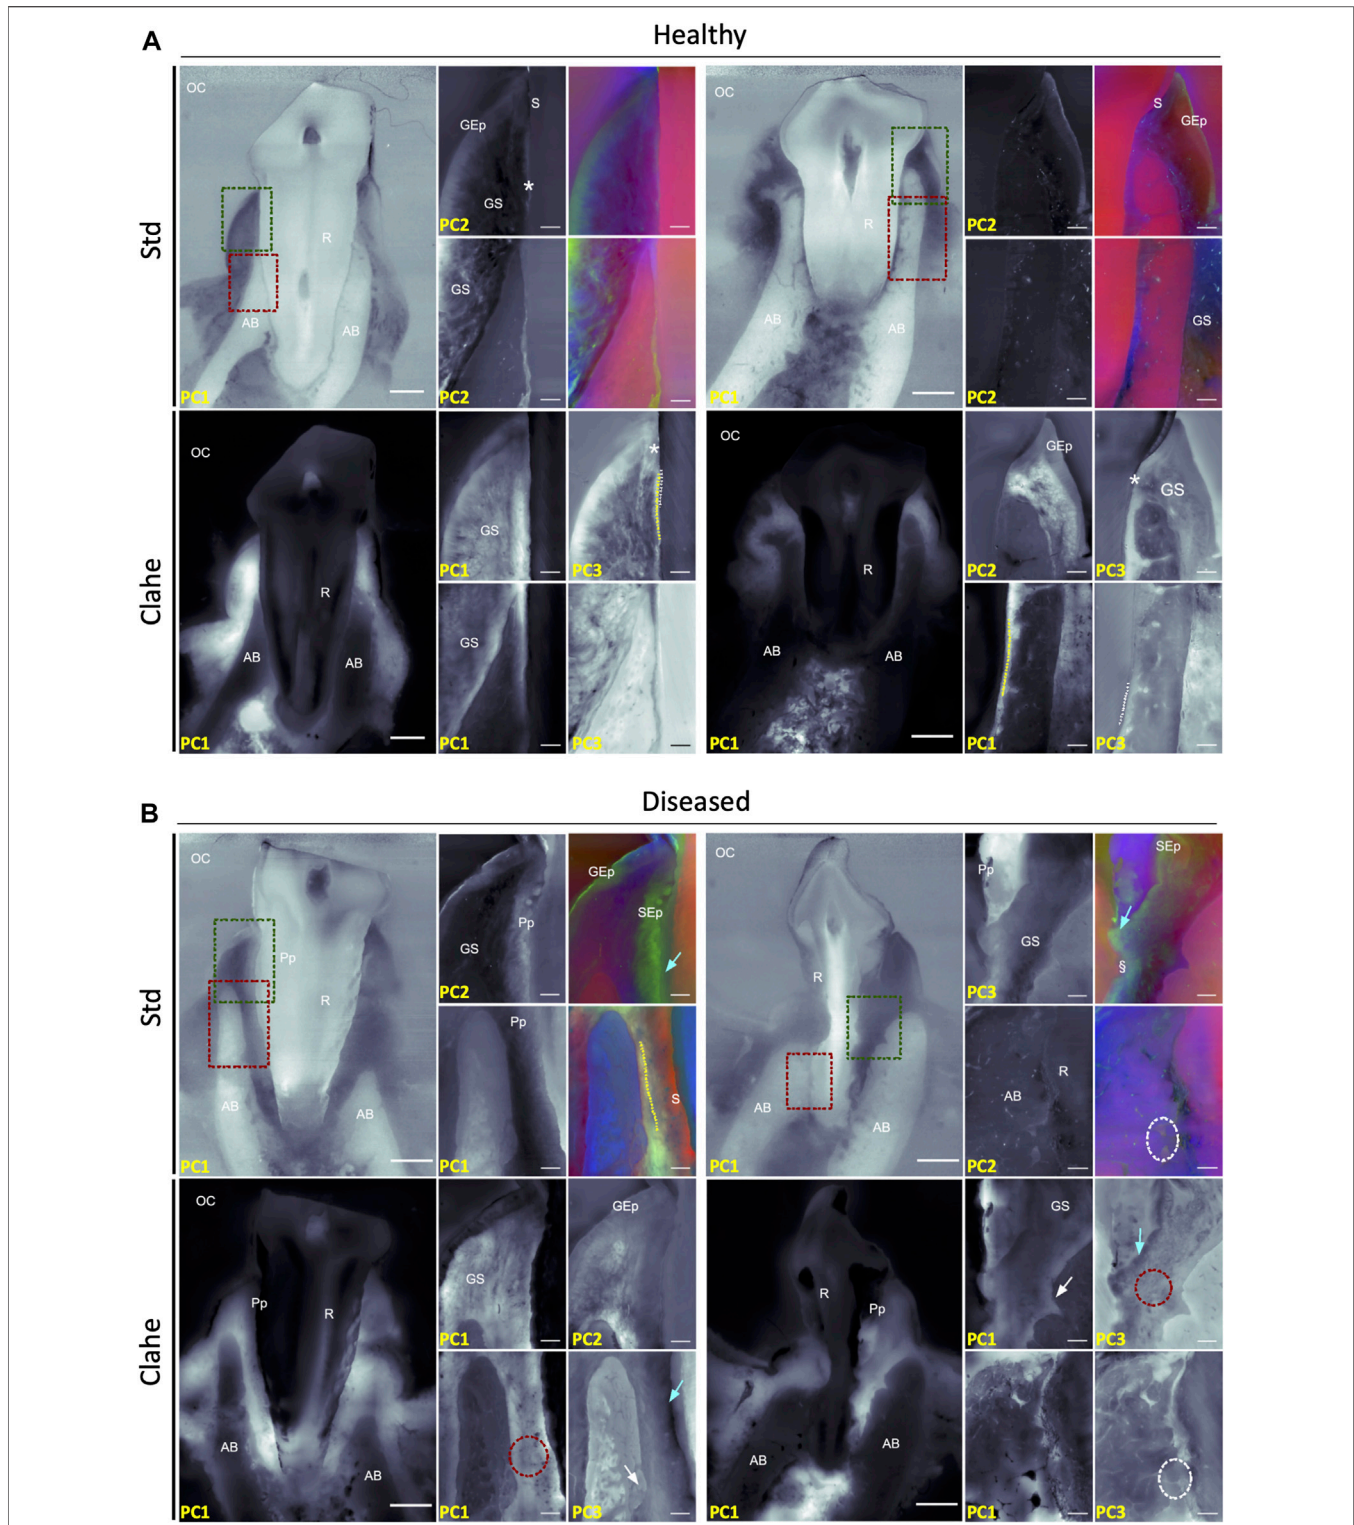 A
Healthy
Std
OC
R
AB
AB
PC1
GEp
S
*
GS
PC2
GS
PC2
OC
R
AB
AB
PC1
PC2
S
GEp
PC2
GS
Clahe
OC
R
AB
AB
PC1
GS
PC1
*
PC3
GS
PC1
PC3
OC
R
AB
AB
PC1
GEp
PC2
*
GS
PC3
PC1
PC3
B
Diseased
Std
OC
Pp
R
AB
AB
PC1
GS
Pp
PC2
GEp
SEp
Pp
PC1
S
OC
R
AB
AB
PC1
Pp
GS
PC3
SEp
§
R
AB
PC2
Clahe
OC
Pp
R
AB
AB
PC1
GS
PC1
GEp
PC2
PC1
PC3
R
Pp
AB
AB
PC1
GS
PC1
PC3
PC1
PC3